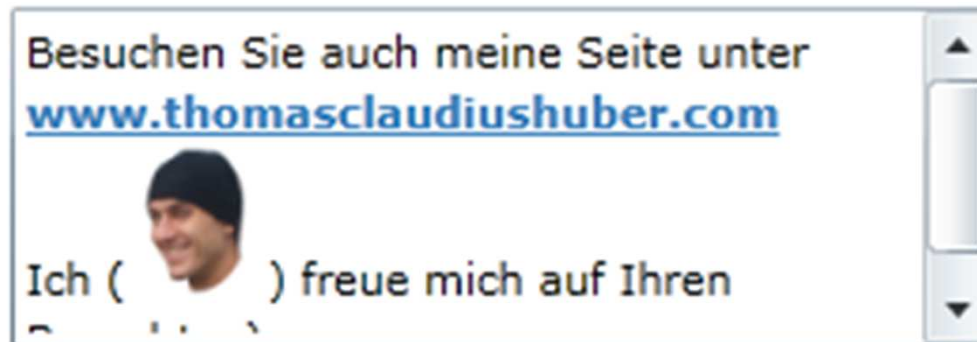 Besuchen Sie auch meine Seite unter
www.thomasclaudiushuber.com
Ich ( ) freue mich auf Ihren